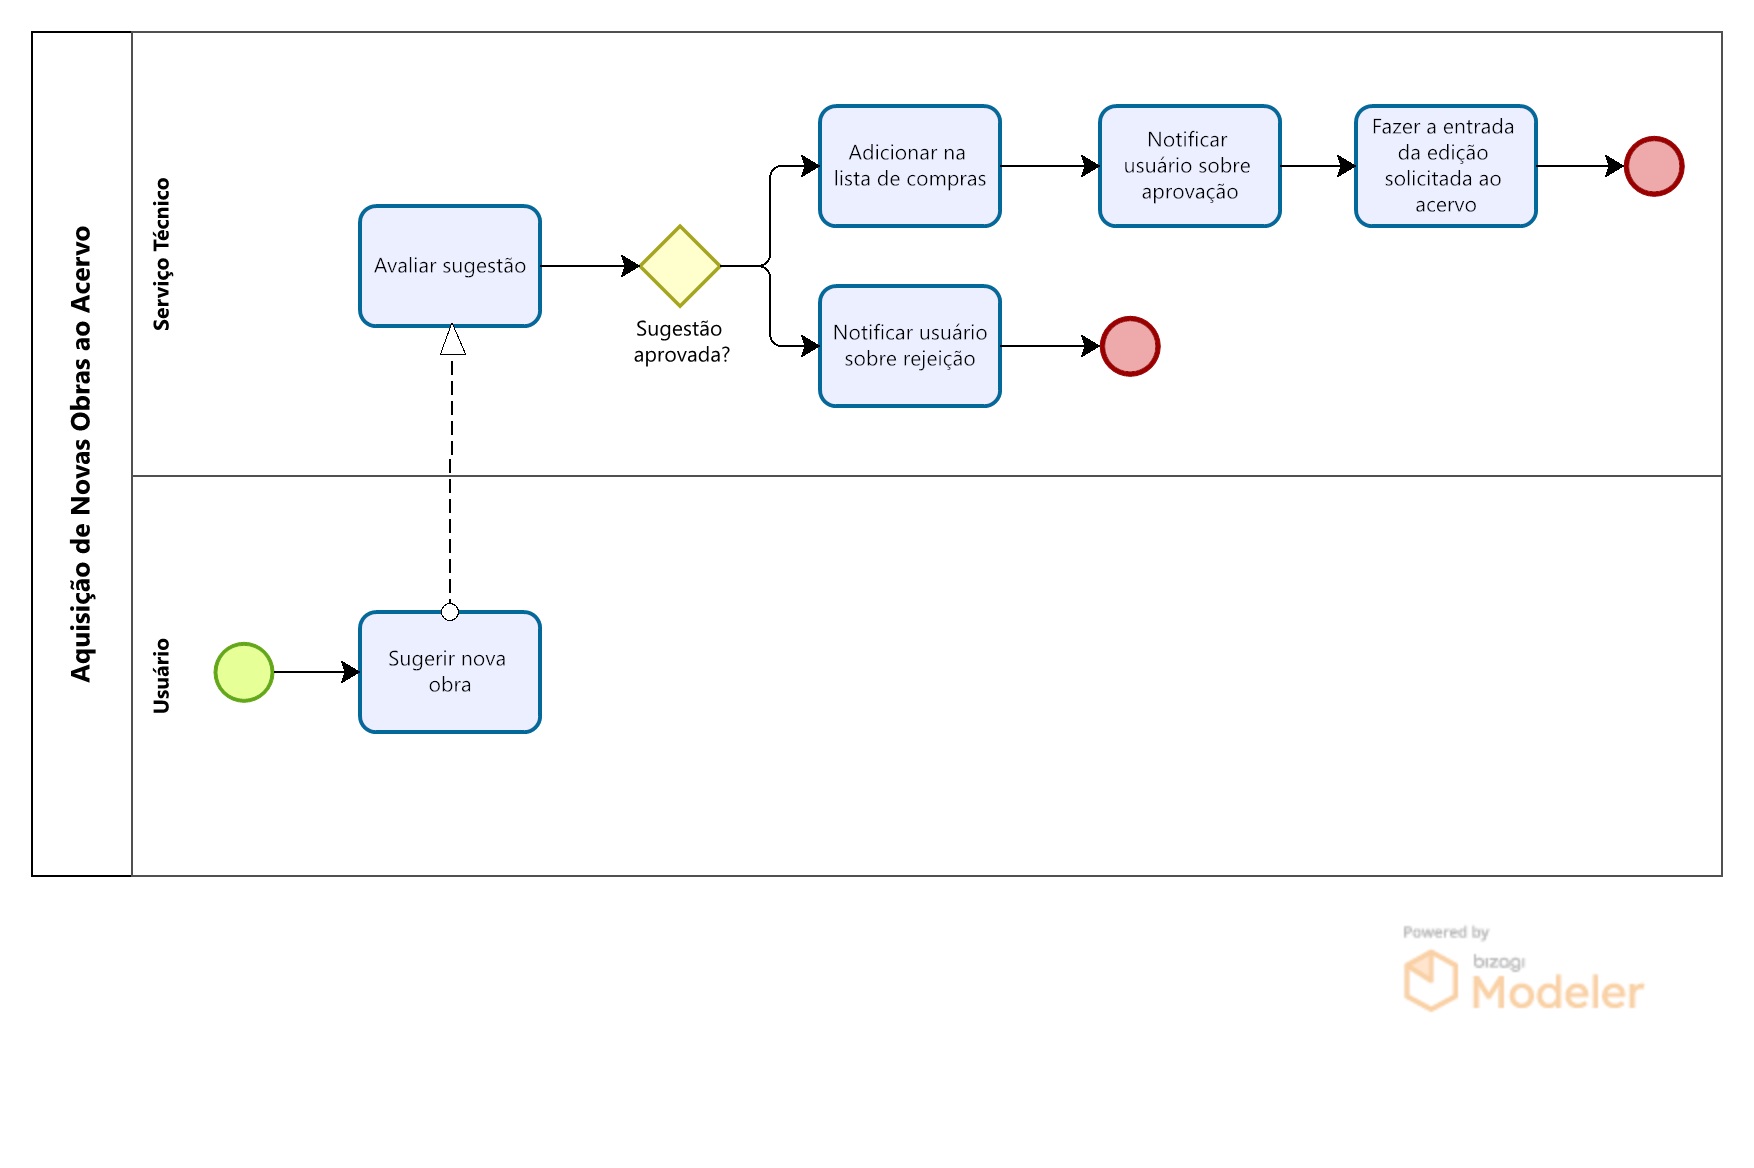 Aquisição de Novas Obras ao Acervo
Serviço Técnico
Avaliar sugestão
Sugestão
aprovada?
Adicionar na
lista de compras
Notificar
usuário sobre
aprovação
Fazer a entrada
da edição
solicitada ao
acervo
Notificar usuário
sobre rejeição
Usuário
Sugerir nova
obra
Powered by
bizagi
Modeler